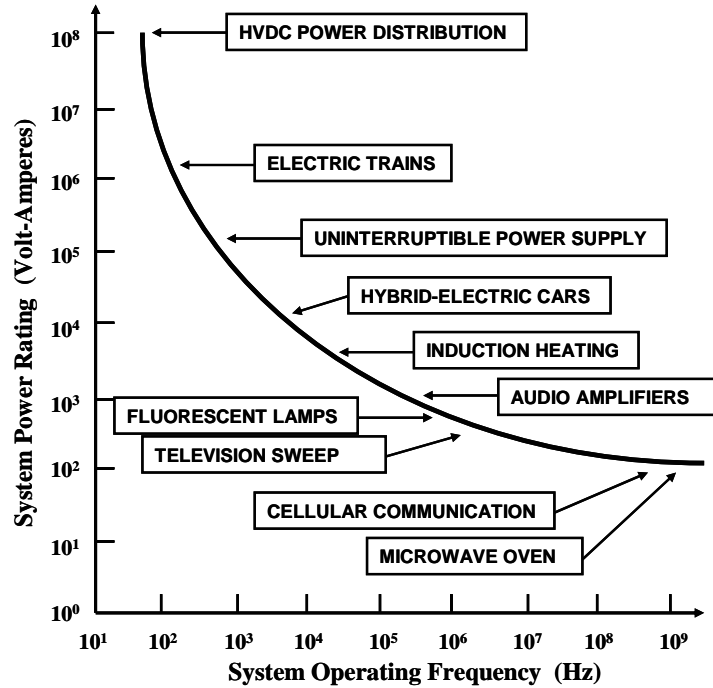 10⁸
HVDC POWER DISTRIBUTION
10⁷
ELECTRIC TRAINS
10⁶
UNINTERRUPTIBLE POWER SUPPLY
10⁵
HYBRID-ELECTRIC CARS
10⁴
INDUCTION HEATING
10³
AUDIO AMPLIFIERS
FLUORESCENT LAMPS
TELEVISION SWEEP
10²
CELLULAR COMMUNICATION
10¹
MICROWAVE OVEN
10⁰
System Power Rating (Volt-Amperes)
10¹ 10² 10³ 10⁴ 10⁵ 10⁶ 10⁷ 10⁸ 10⁹
System Operating Frequency (Hz)